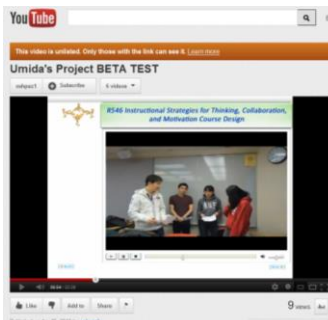 YouTube
This video is unlisted. Only those with the link can see it. Learn more
Umida's Project BETA TEST
Subscribe 6 videos
R546 Instructional Strategies for Thinking, Collaboration,
and Motivation Course Design
Like Add to Share 9 views